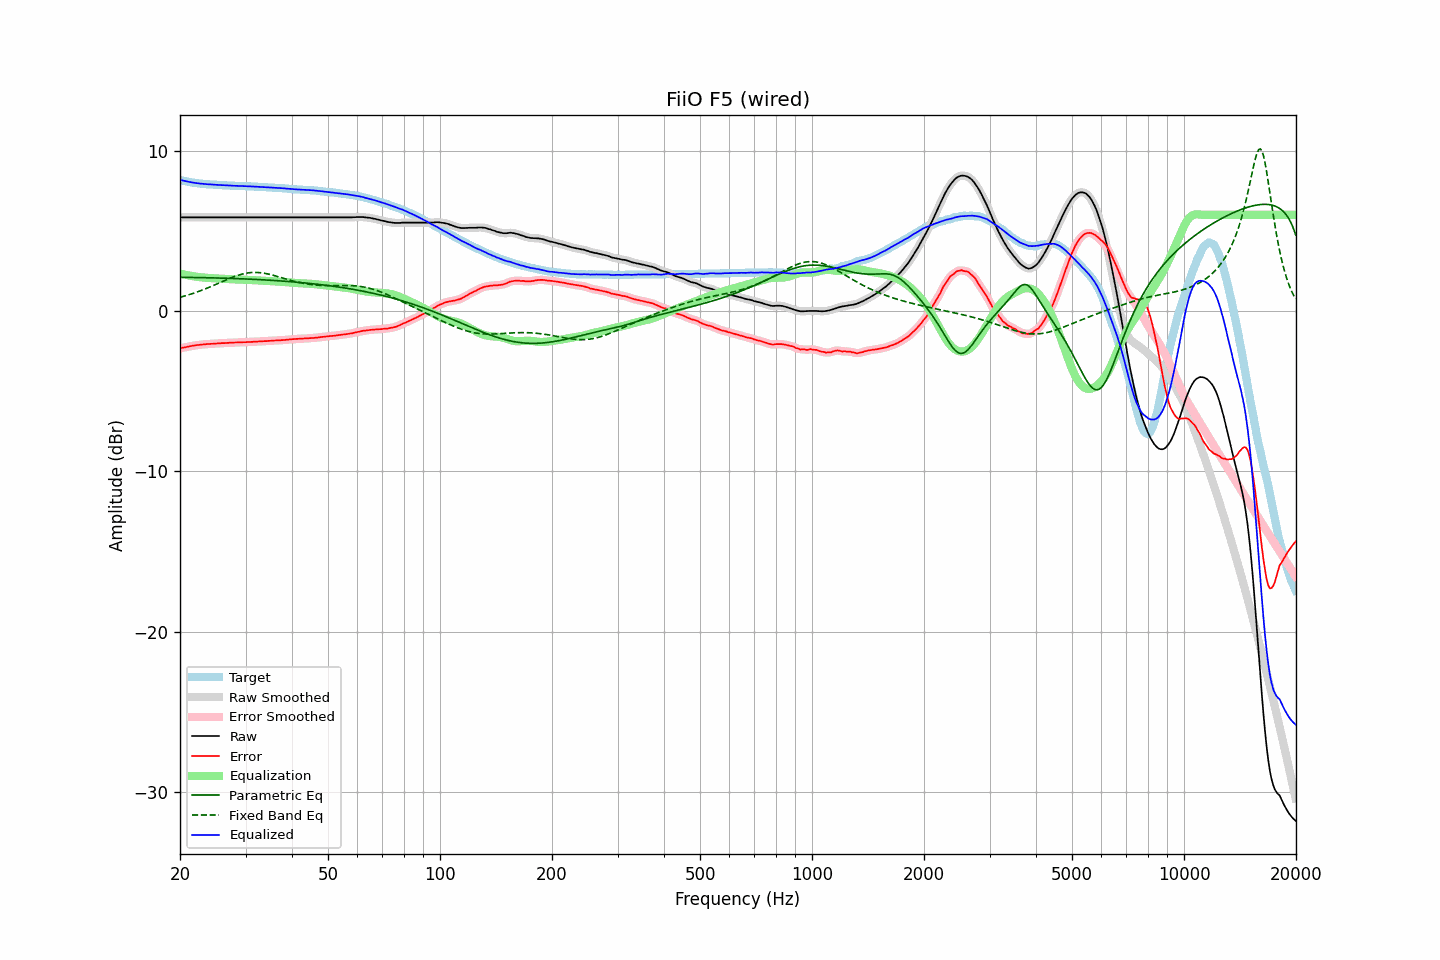 FiiO F5 (wired)
Amplitude (dBr)
10
0
−10
−20
−30
Target
Raw Smoothed
Error Smoothed
Raw
Error
Equalization
Parametric Eq
Fixed Band Eq
Equalized
20 50 100 200 500 1000 2000 5000 10000 20000
Frequency (Hz)